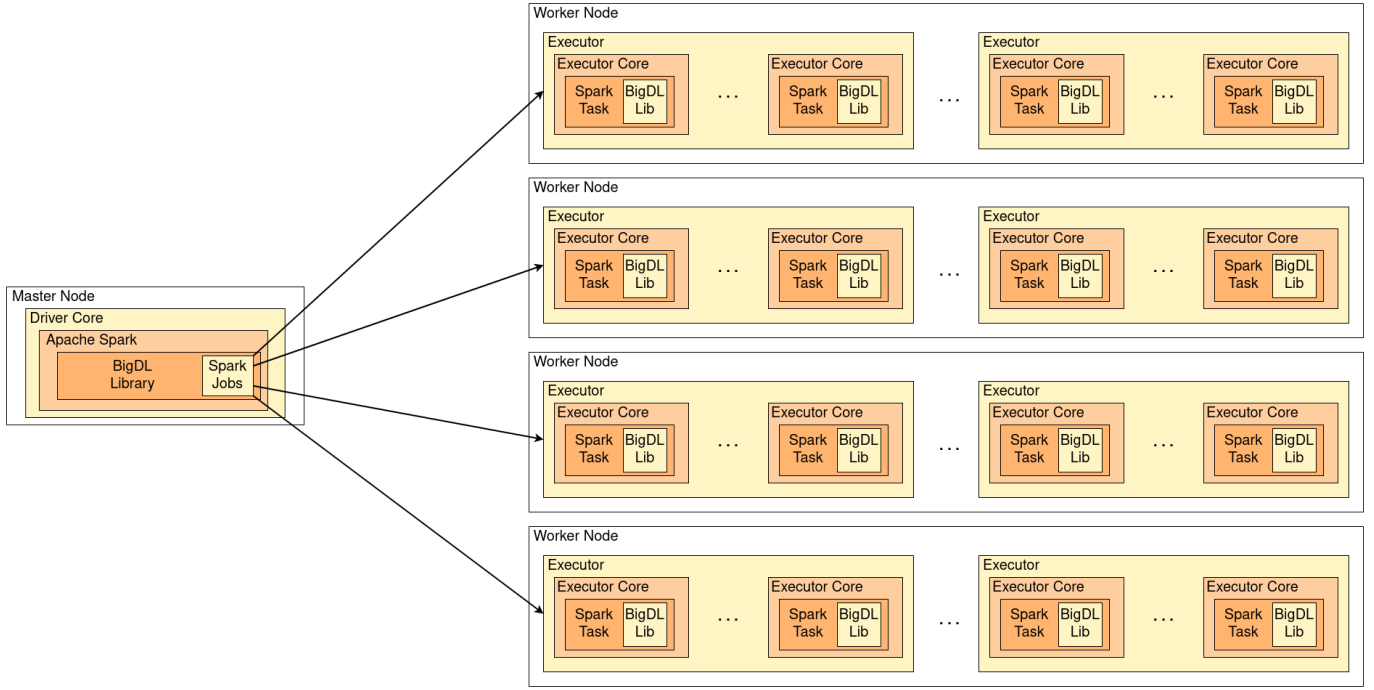 Worker Node
Executor Executor
Executor Core Executor Core Executor Core Executor Core
Spark BigDL Spark BigDL Spark BigDL Spark BigDL
... ... ...
Task Lib Task Lib Task Lib Task Lib
Worker Node
Executor Executor
Executor Core Executor Core Executor Core Executor Core
Spark BigDL Spark BigDL Spark BigDL Spark BigDL
... ... ...
Task Lib Task Lib Task Lib Task Lib
Master Node
Driver Core
Apache Spark
BigDL Spark
Library Jobs
Worker Node
Executor Executor
Executor Core Executor Core Executor Core Executor Core
Spark BigDL Spark BigDL Spark BigDL Spark BigDL
... ... ...
Task Lib Task Lib Task Lib Task Lib
Worker Node
Executor Executor
Executor Core Executor Core Executor Core Executor Core
Spark BigDL Spark BigDL Spark BigDL Spark BigDL
... ... ...
Task Lib Task Lib Task Lib Task Lib